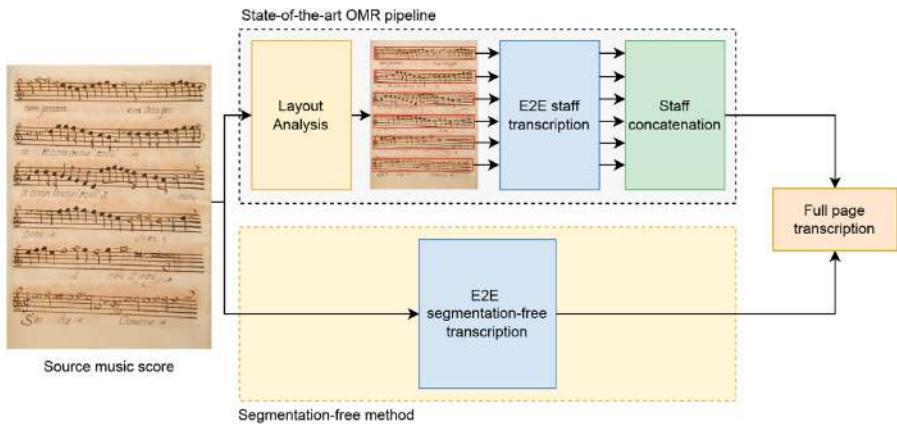 State-of-the-art OMR pipeline
Layout
Analysis
E2E staff
transcription
Staff
concatenation
Full page
transcription
E2E
segmentation-free
transcription
Source music score
Segmentation-free method